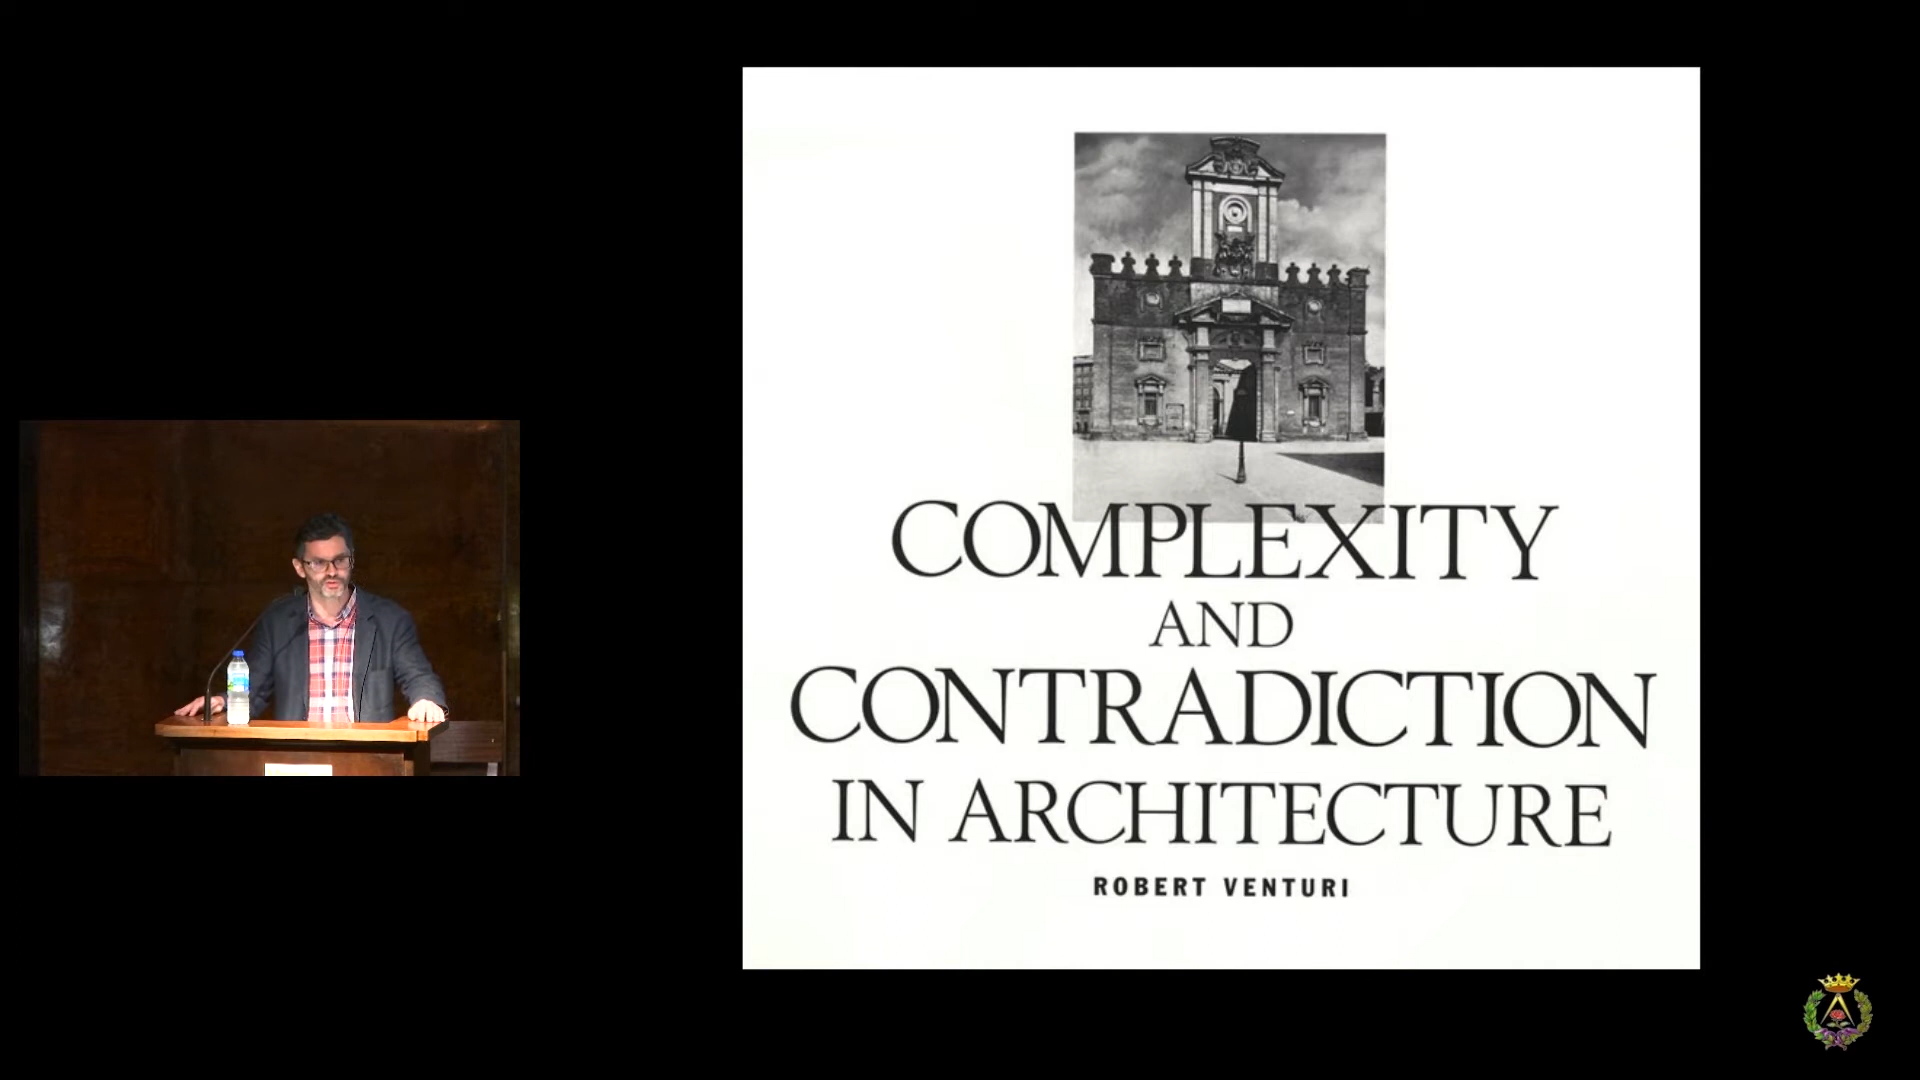 COMPLEXITY
AND
CONTRADICTION
IN ARCHITECTURE
ROBERT VENTURI